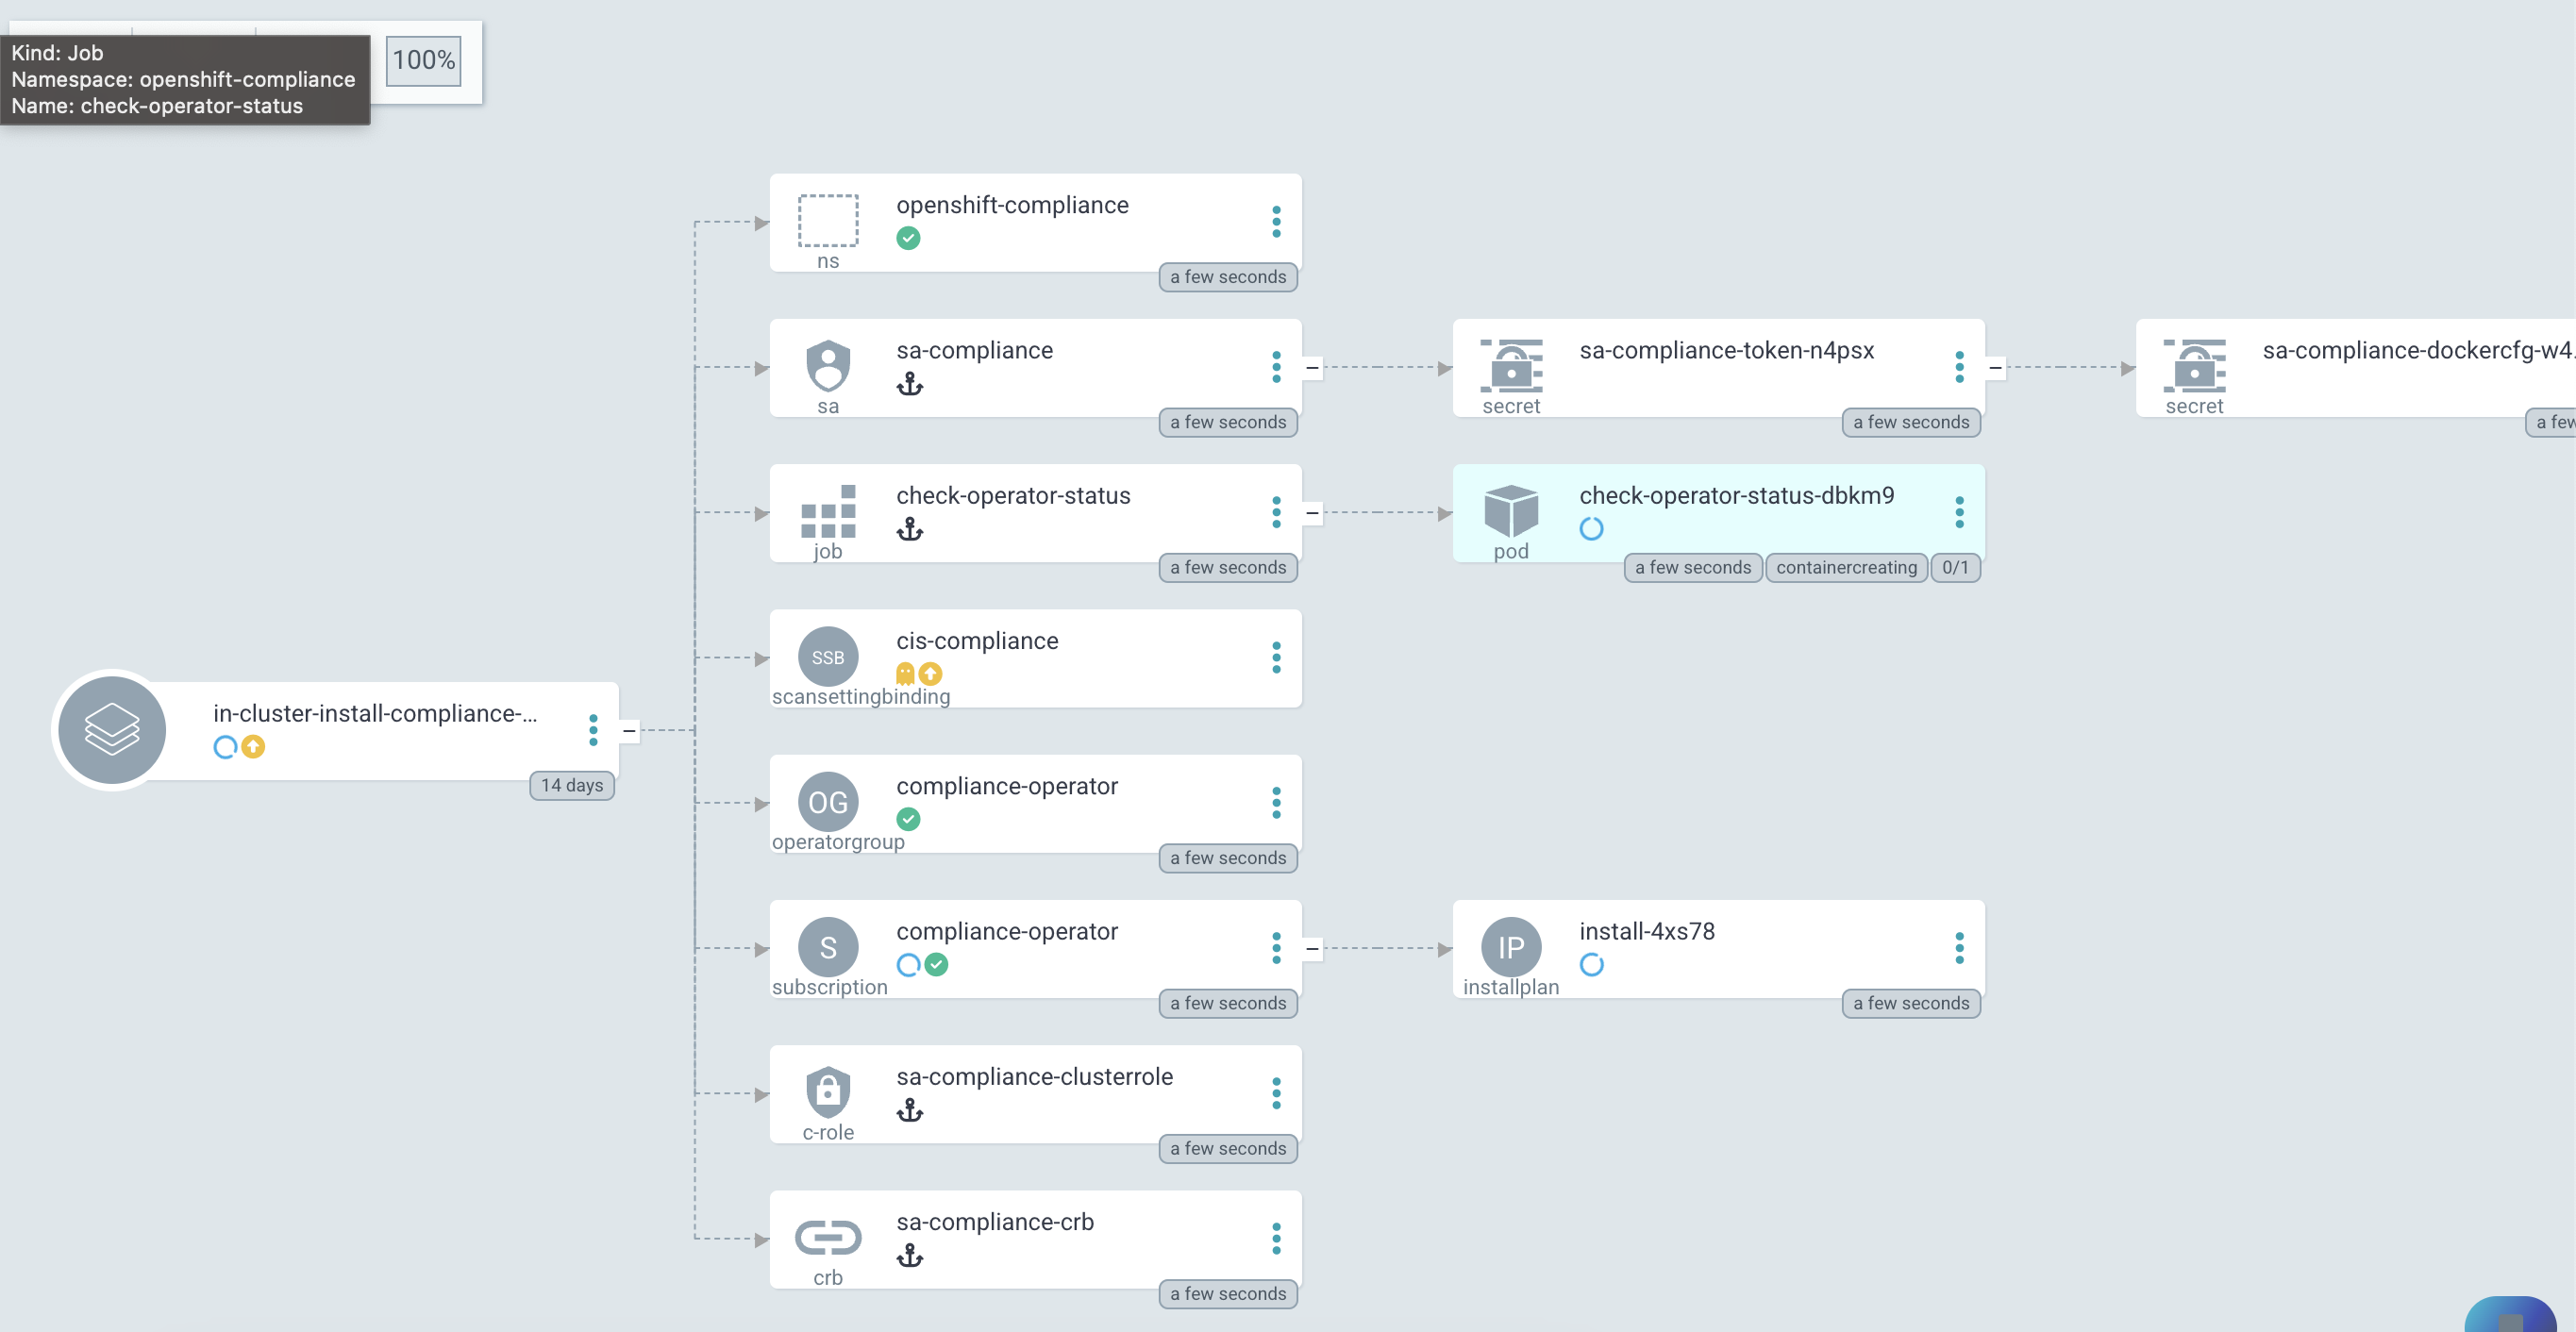 100%
Kind: Job
Namespace: openshift-compliance
Name: check-operator-status
openshift-compliance
ns
a few seconds
sa-compliance
sa
a few seconds
sa-compliance-token-n4psx
secret
a few seconds
sa-compliance-dockercfg-w4.
secret
a few
check-operator-status
job
a few seconds
check-operator-status-dbkm9
pod
a few seconds containercreating 0/1
SSB
cis-compliance
scansettingbinding
in-cluster-install-compliance-...
14 days
OG
compliance-operator
operatorgroup
a few seconds
S
compliance-operator
subscription
a few seconds
IP
install-4xs78
installplan
a few seconds
sa-compliance-clusterrole
c-role
a few seconds
sa-compliance-crb
crb
a few seconds